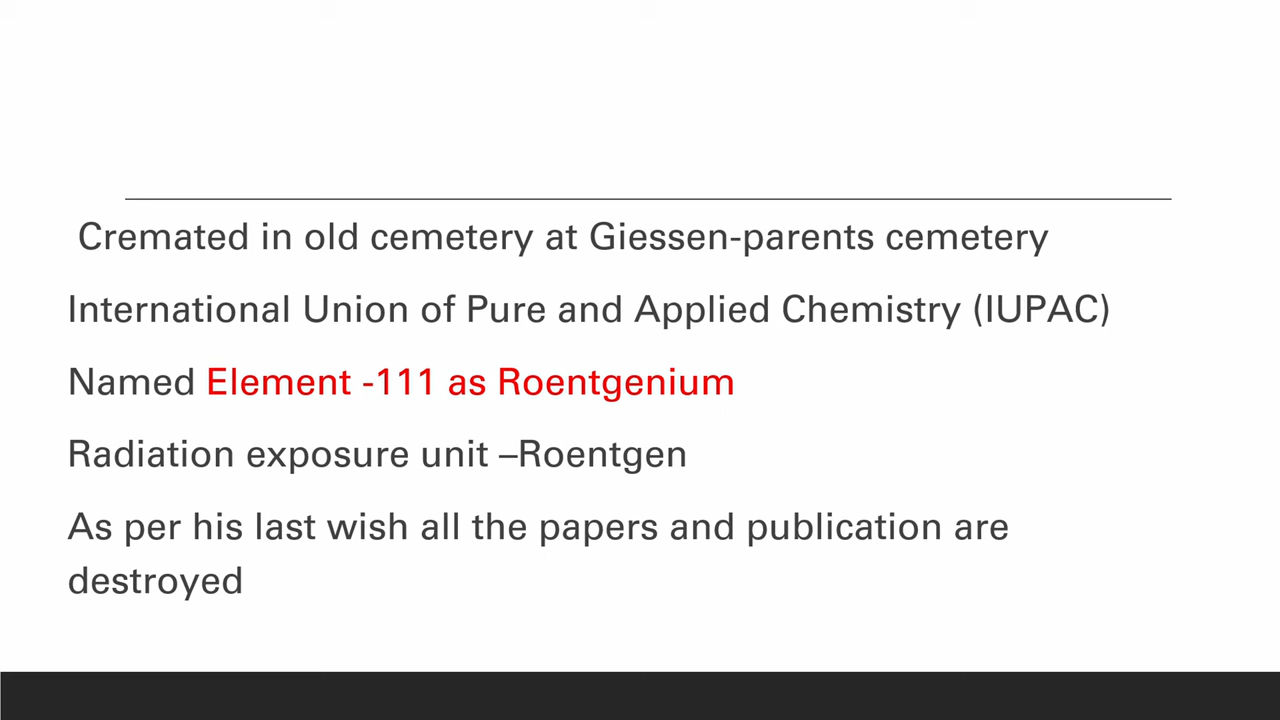 Cremated in old cemetery at Giessen-parents cemetery
International Union of Pure and Applied Chemistry (IUPAC)
Named Element -111 as Roentgenium
Radiation exposure unit –Roentgen
As per his last wish all the papers and publication are
destroyed